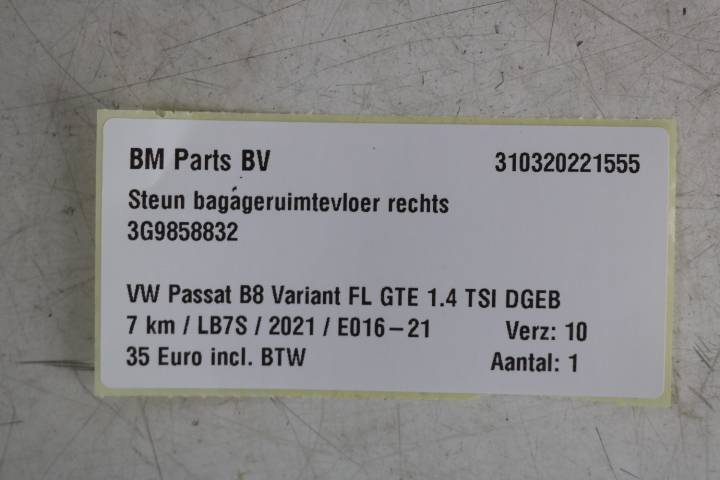 BM Parts BV 310320221555
Steun bagageruimtevloer rechts
3G9858832
VW Passat B8 Variant FL GTE 1.4 TSI DGEB
7 km / LB7S / 2021 / E016-21 Verz: 10
35 Euro incl. BTW Aantal: 1